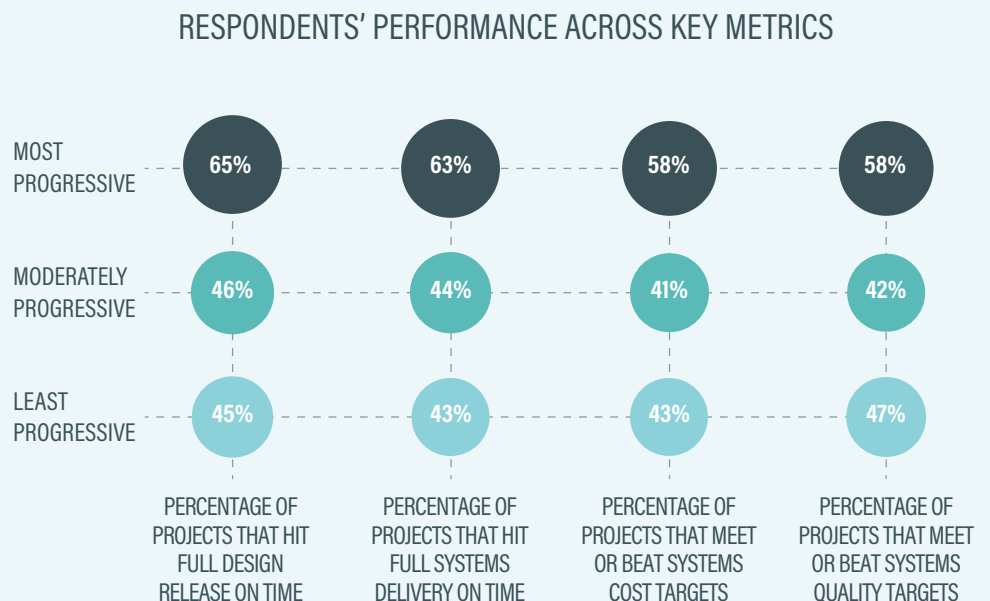 RESPONDENTS’ PERFORMANCE ACROSS KEY METRICS
MOST
PROGRESSIVE
65%
63%
58%
58%
MODERATELY
PROGRESSIVE
46%
44%
41%
42%
LEAST
PROGRESSIVE
45%
43%
43%
47%
PERCENTAGE OF
PROJECTS THAT HIT
FULL DESIGN
RELEASE ON TIME
PERCENTAGE OF
PROJECTS THAT HIT
FULL SYSTEMS
DELIVERY ON TIME
PERCENTAGE OF
PROJECTS THAT MEET
OR BEAT SYSTEMS
COST TARGETS
PERCENTAGE OF
PROJECTS THAT MEET
OR BEAT SYSTEMS
QUALITY TARGETS